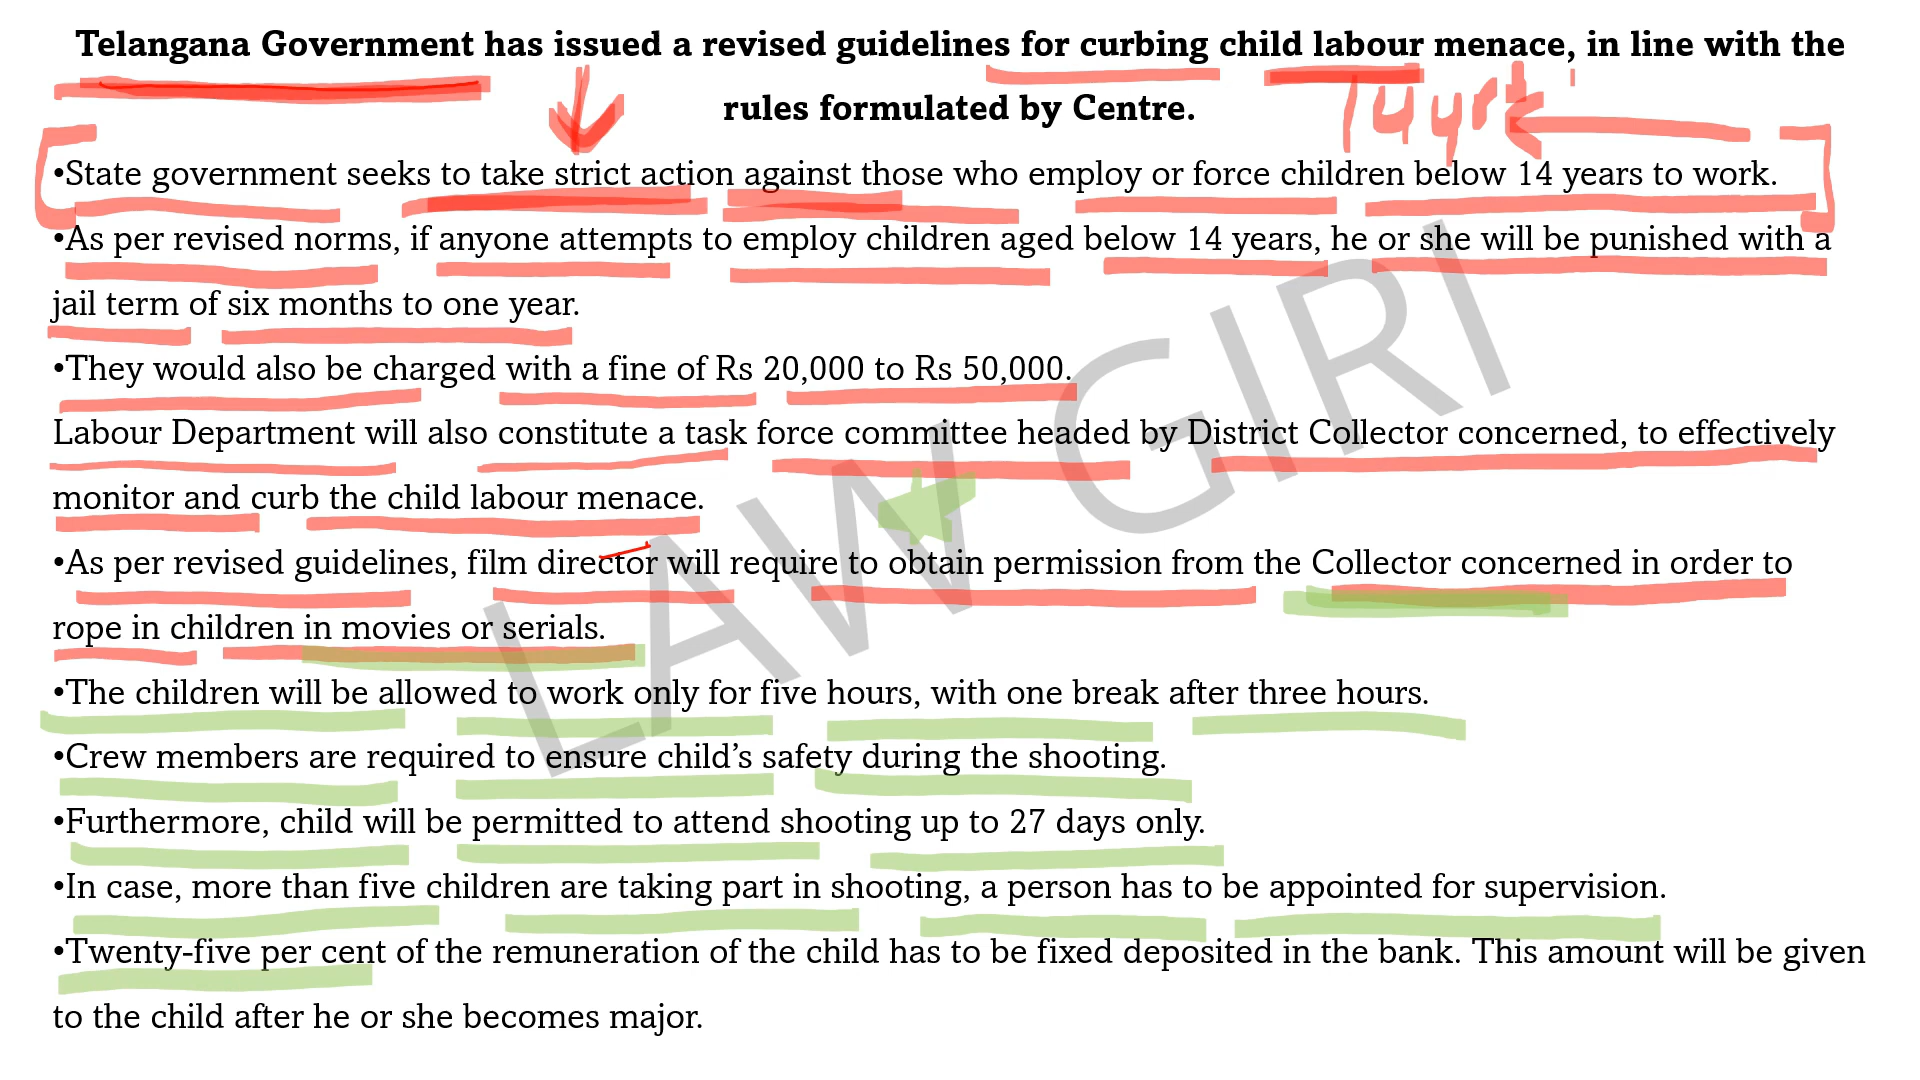 Telangana Government has issued a revised guidelines for curbing child labour menace, in line with the
rules formulated by Centre.
14 yrs
•State government seeks to take strict action against those who employ or force children below 14 years to work.
•As per revised norms, if anyone attempts to employ children aged below 14 years, he or she will be punished with a
jail term of six months to one year.
•They would also be charged with a fine of Rs 20,000 to Rs 50,000.
Labour Department will also constitute a task force committee headed by District Collector concerned, to effectively
monitor and curb the child labour menace.
•As per revised guidelines, film director will require to obtain permission from the Collector concerned in order to
rope in children in movies or serials.
•The children will be allowed to work only for five hours, with one break after three hours.
•Crew members are required to ensure child’s safety during the shooting.
•Furthermore, child will be permitted to attend shooting up to 27 days only.
•In case, more than five children are taking part in shooting, a person has to be appointed for supervision.
•Twenty-five per cent of the remuneration of the child has to be fixed deposited in the bank. This amount will be given
to the child after he or she becomes major.
LAW GIRI